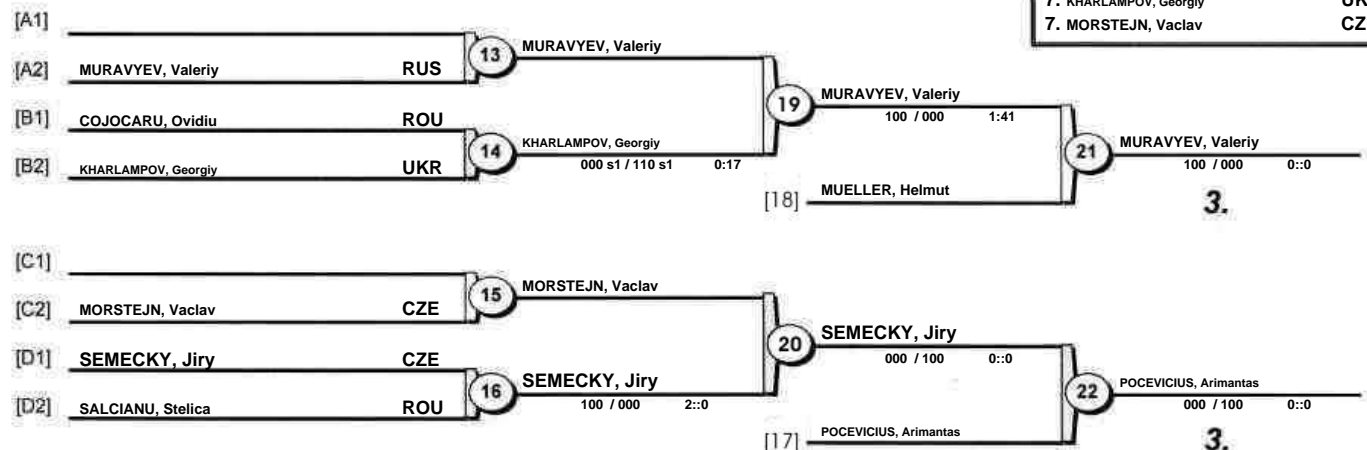 7. KHARLAMPOV, Georgiy UK
7. MORSTEJN, Vaclav CZ
[A1]
[A2] MURAVYEV, Valeriy RUS
13 MURAVYEV, Valeriy
[B1] COJOCARU, Ovidiu ROU
[B2] KHARLAMPOV, Georgiy UKR
14 KHARLAMPOV, Georgiy
000 s1 / 110 s1 0:17
19 MURAVYEV, Valeriy
100 / 000 1:41
[18] MUELLER, Helmut
21 MURAVYEV, Valeriy
100 / 000 0::0
3.
[C1]
[C2] MORSTEJN, Vaclav CZE
15 MORSTEJN, Vaclav
[D1] SEMECKY, Jiry CZE
[D2] SALCIANU, Stelica ROU
16 SEMECKY, Jiry
100 / 000 2::0
20 SEMECKY, Jiry
000 / 100 0::0
[17] POCEVICIUS, Arimantas
22 POCEVICIUS, Arimantas
000 / 100 0::0
3.